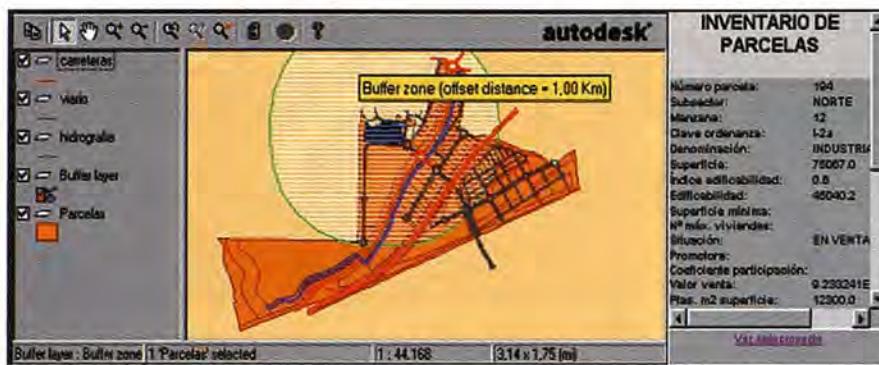 autodesk
carreteras
viario
hidrografia
Buffer layer
Parcelas
Buffer zone (offset distance = 1,00 Km)
Buffer layer : Buffer zone
1 'Parcelas' selected
1 : 44.168
3,14 x 1,75 (mi)
INVENTARIO DE
PARCELAS
Número parcela: 194
Subsector: NORTE
Manzana: 12
Clave ordenanza: I-2a
Denominación: INDUSTRIA
Superficie: 75067.0
Índice edificabilidad: 0.6
Edificabilidad: 45040.2
Superficie mínima:
Nº máx. viviendas:
Situación: EN VENTA
Promotora:
Coeficiente participación:
Valor venta: 9.233241E
Ptas. m2 superficie: 12300.0